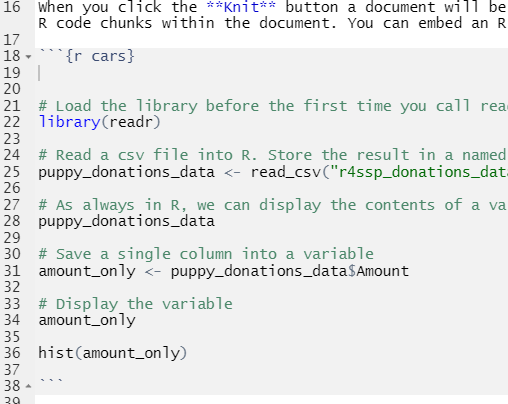 16 When you click the **Knit** button a document will be
R code chunks within the document. You can embed an R
17
18 ```{r cars}
19
20
21 # Load the library before the first time you call rea
22 library(readr)
23
24 # Read a csv file into R. Store the result in a named
25 puppy_donations_data <- read_csv("r4ssp_donations_dat
26
27 # As always in R, we can display the contents of a va
28 puppy_donations_data
29
30 # Save a single column into a variable
31 amount_only <- puppy_donations_data$Amount
32
33 # Display the variable
34 amount_only
35
36 hist(amount_only)
37
38 ```
39